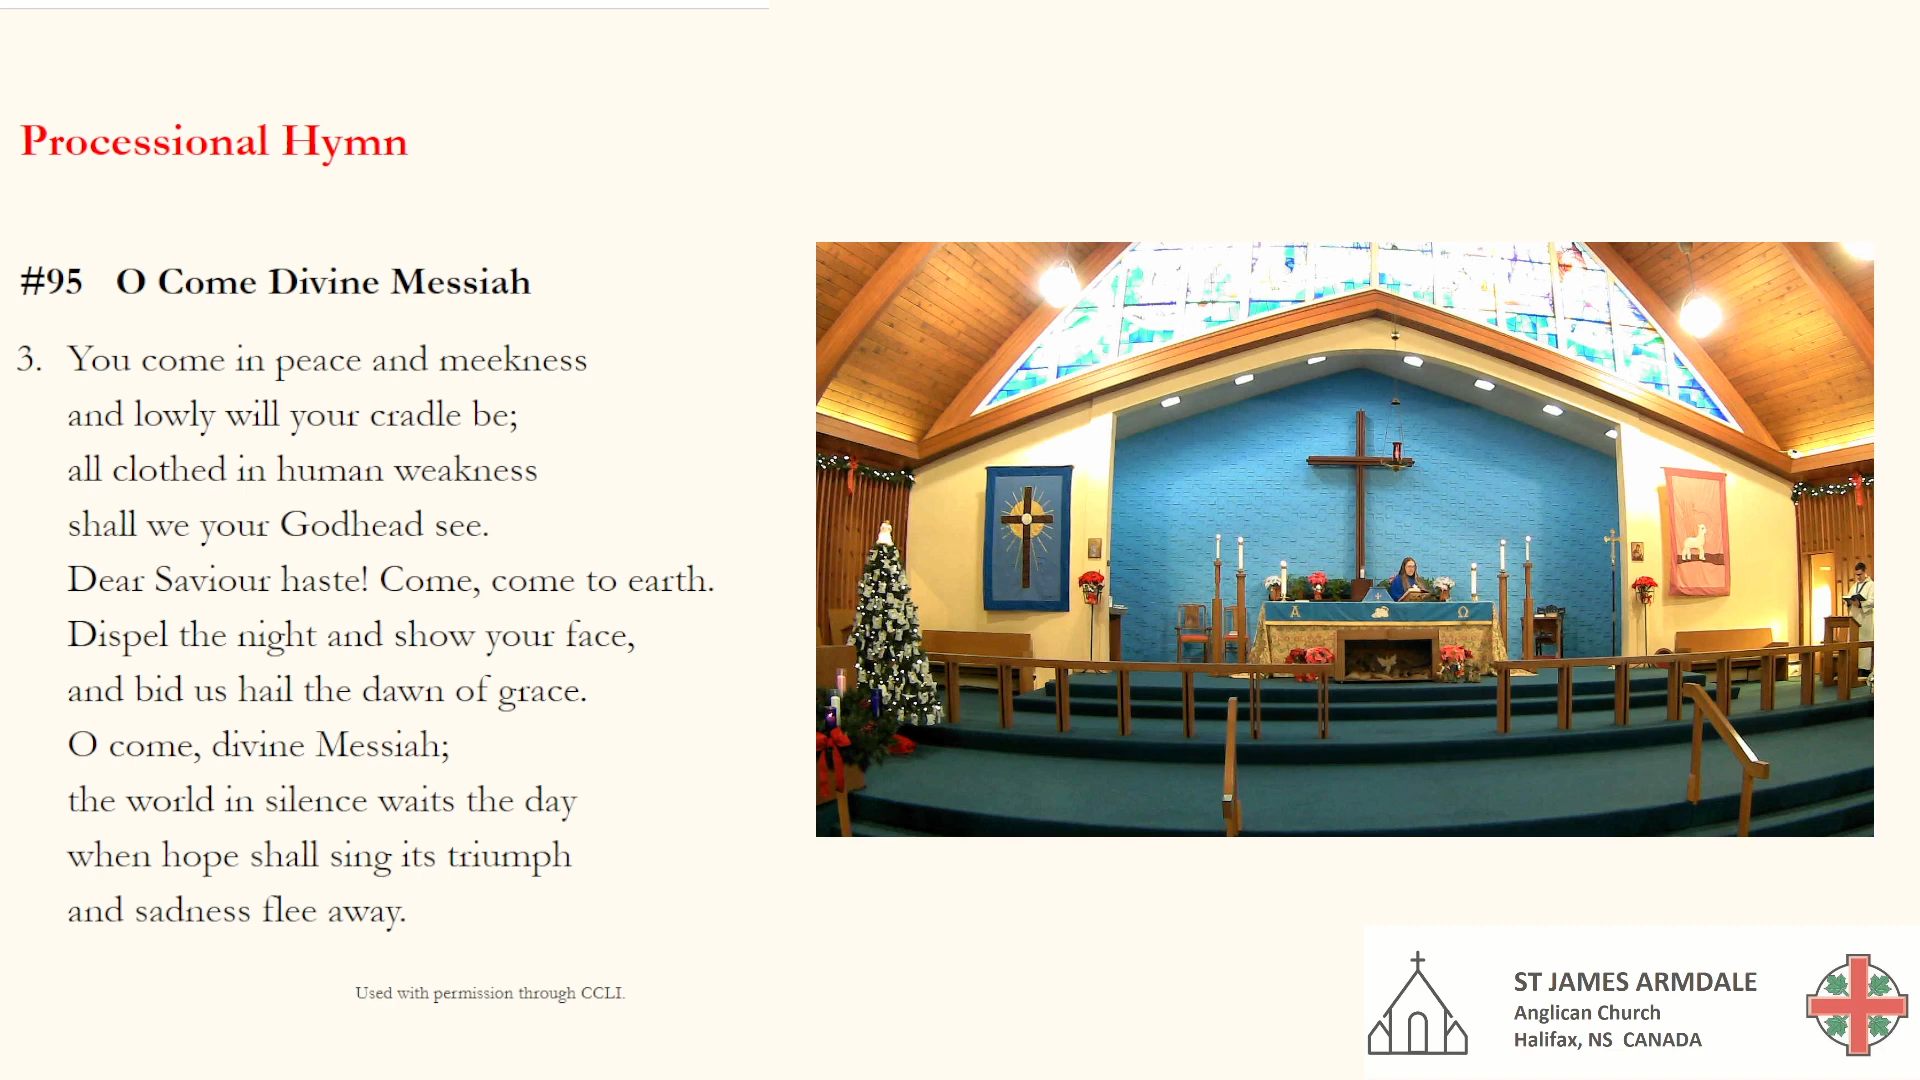 Processional Hymn
#95 O Come Divine Messiah
3. You come in peace and meekness
and lowly will your cradle be;
all clothed in human weakness
shall we your Godhead see.
Dear Saviour haste! Come, come to earth.
Dispel the night and show your face,
and bid us hail the dawn of grace.
O come, divine Messiah;
the world in silence waits the day
when hope shall sing its triumph
and sadness flee away.
Used with permission through CCLI.
Α Ω
ST JAMES ARMDALE
Anglican Church
Halifax, NS CANADA